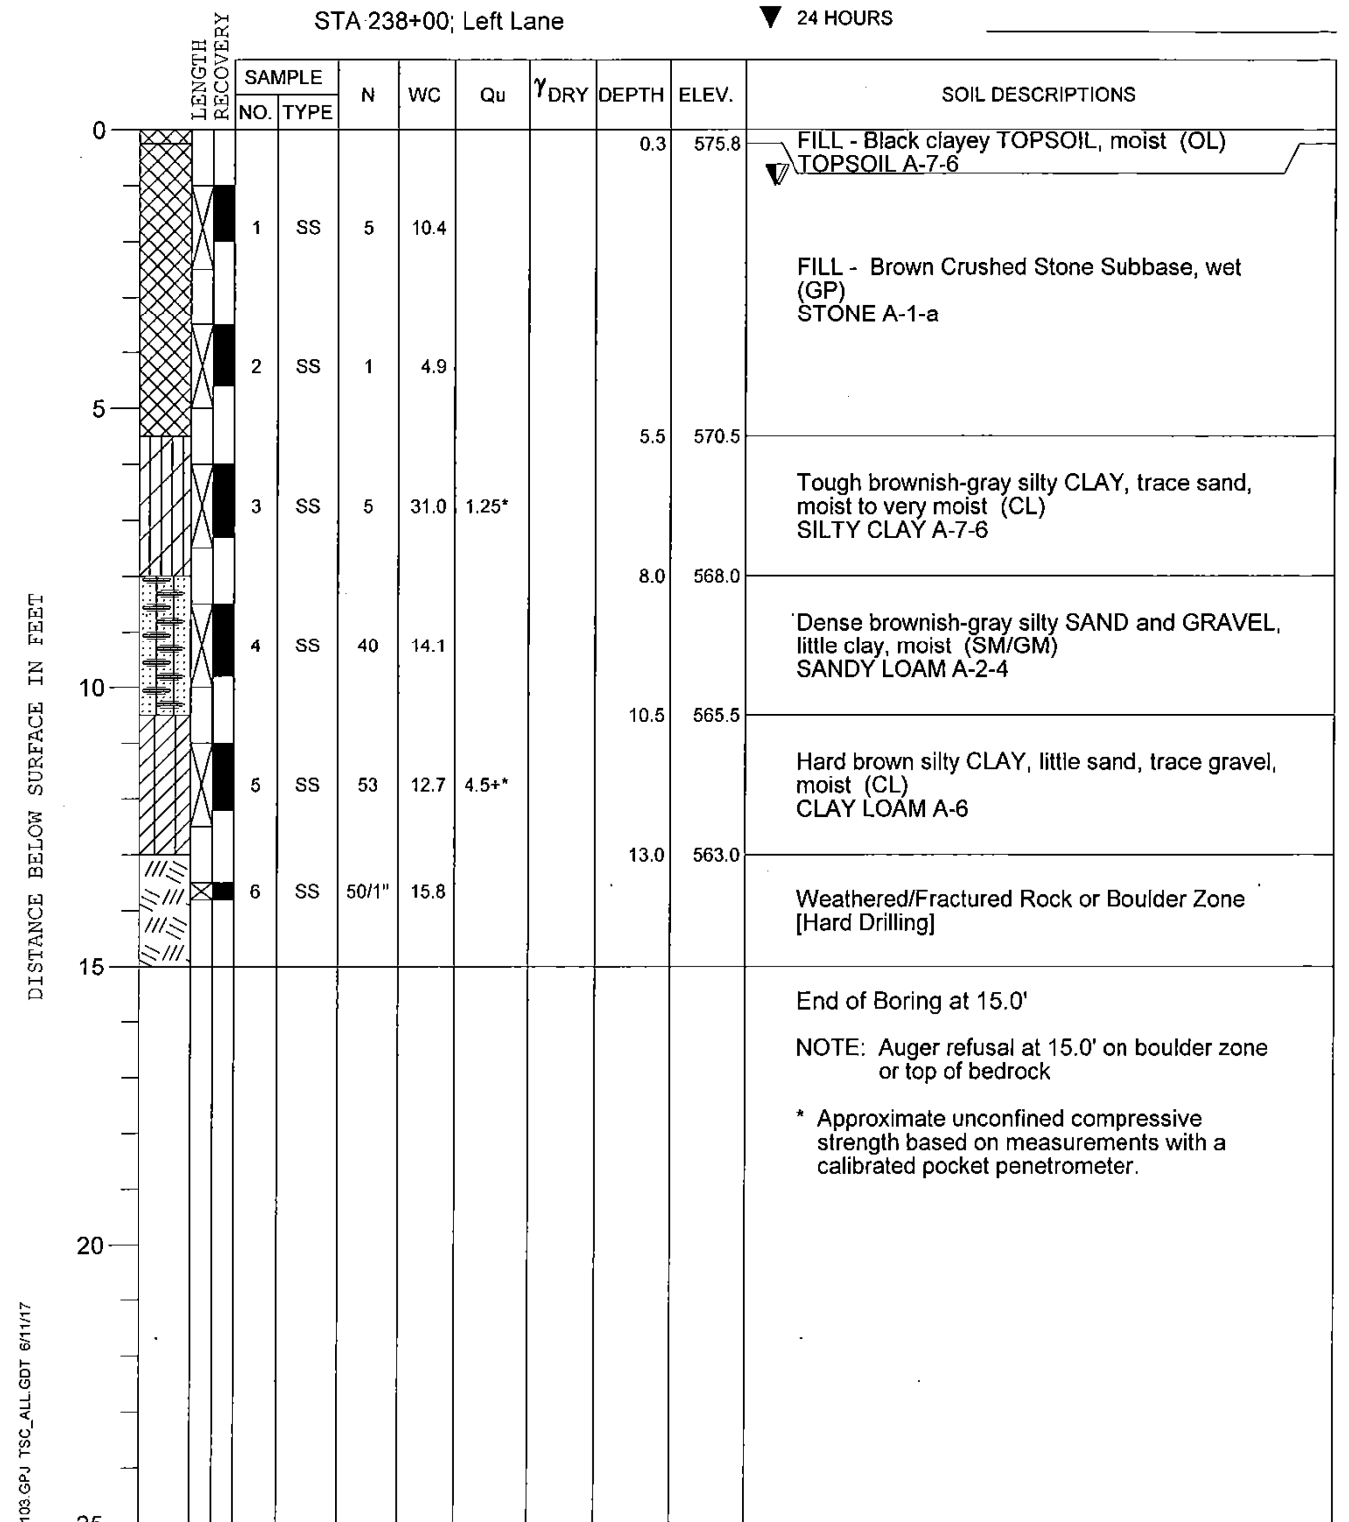 STA 238+00; Left Lane
▼ 24 HOURS
LENGTH
RECOVERY
SAMPLE
NO. TYPE N WC Qu γDRY DEPTH ELEV. SOIL DESCRIPTIONS
0
0.3 575.8 FILL - Black clayey TOPSOIL, moist (OL)
TOPSOIL A-7-6
1 SS 5 10.4
FILL - Brown Crushed Stone Subbase, wet
(GP)
STONE A-1-a
2 SS 1 4.9
5
5.5 570.5
Tough brownish-gray silty CLAY, trace sand,
3 SS 5 31.0 1.25* moist to very moist (CL)
SILTY CLAY A-7-6
8.0 568.0
Dense brownish-gray silty SAND and GRAVEL,
4 SS 40 14.1 little clay, moist (SM/GM)
SANDY LOAM A-2-4
10
10.5 565.5
Hard brown silty CLAY, little sand, trace gravel,
5 SS 53 12.7 4.5+* moist (CL)
CLAY LOAM A-6
13.0 563.0
6 SS 50/1" 15.8 Weathered/Fractured Rock or Boulder Zone
[Hard Drilling]
15
End of Boring at 15.0'
NOTE: Auger refusal at 15.0' on boulder zone
or top of bedrock
* Approximate unconfined compressive
strength based on measurements with a
calibrated pocket penetrometer.
20
DISTANCE BELOW SURFACE IN FEET
103.GPJ TSC_ALL.GDT 6/11/17